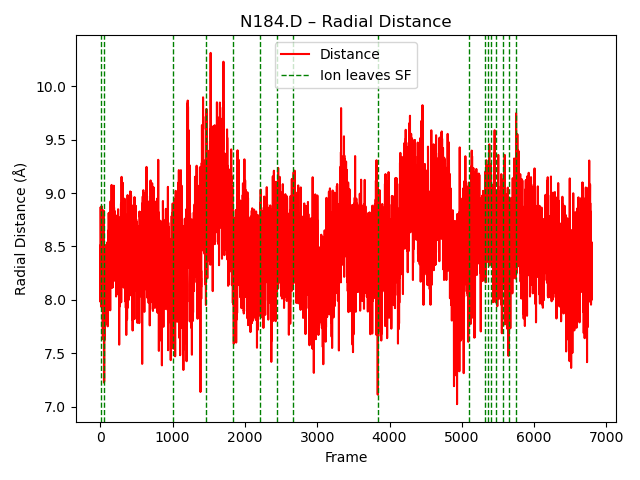 N184.D – Radial Distance
Distance
Ion leaves SF
Radial Distance (Å)
10.0
9.5
9.0
8.5
8.0
7.5
7.0
0 1000 2000 3000 4000 5000 6000 7000
Frame